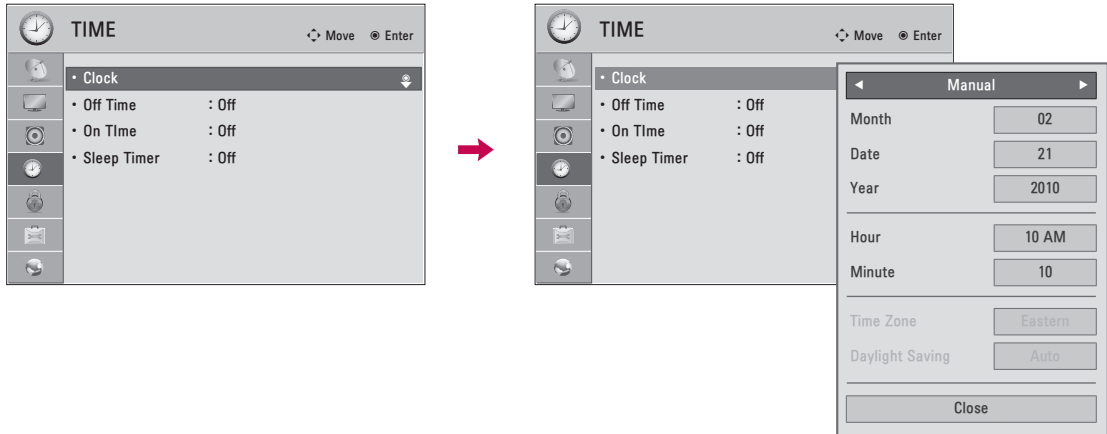 TIME Move Enter
• Clock
• Off Time : Off
• On TIme : Off
• Sleep Timer : Off
TIME Move Enter
• Clock
• Off Time : Off
• On TIme : Off
• Sleep Timer : Off
◄ Manual ►
Month 02
Date 21
Year 2010
Hour 10 AM
Minute 10
Time Zone Eastern
Daylight Saving Auto
Close